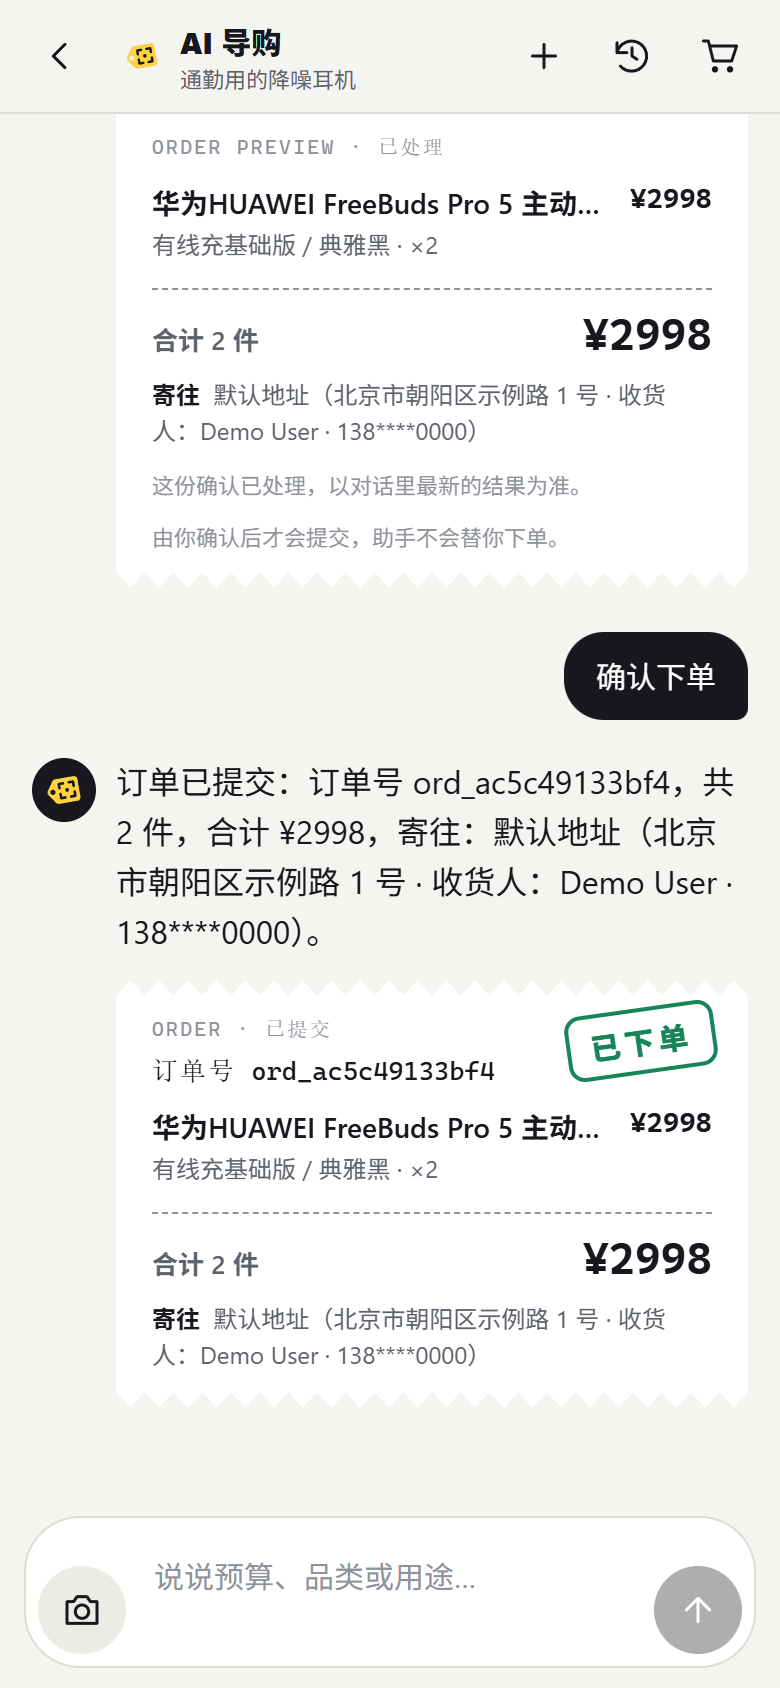 AI 导购
通勤用的降噪耳机
ORDER PREVIEW · 已处理
华为HUAWEI FreeBuds Pro 5 主动... ¥2998
有线充基础版 / 典雅黑 · ×2
合计 2 件 ¥2998
寄往 默认地址（北京市朝阳区示例路 1 号 · 收货
人：Demo User · 138****0000）
这份确认已处理，以对话里最新的结果为准。
由你确认后才会提交，助手不会替你下单。
确认下单
订单已提交：订单号 ord_ac5c49133bf4，共
2 件，合计 ¥2998，寄往：默认地址（北京
市朝阳区示例路 1 号 · 收货人：Demo User ·
138****0000）。
ORDER · 已提交
已下单
订单号 ord_ac5c49133bf4
华为HUAWEI FreeBuds Pro 5 主动... ¥2998
有线充基础版 / 典雅黑 · ×2
合计 2 件 ¥2998
寄往 默认地址（北京市朝阳区示例路 1 号 · 收货
人：Demo User · 138****0000）
说说预算、品类或用途...